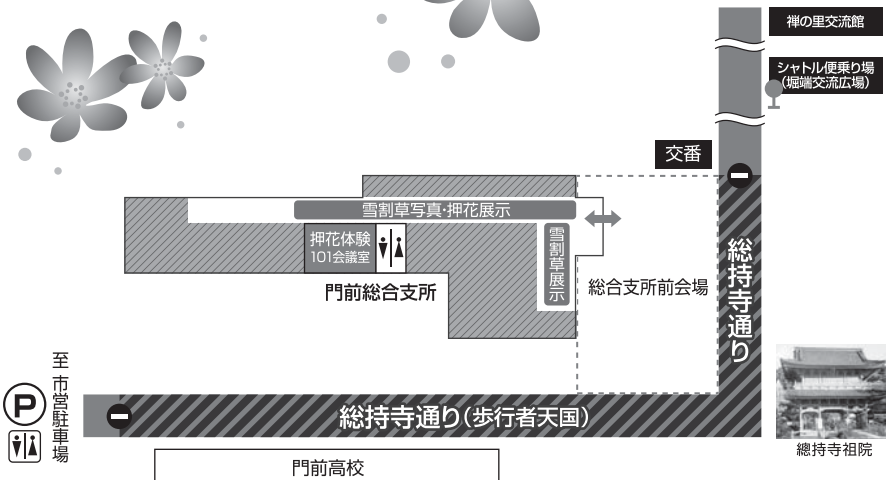 禅の里交流館
シャトル便乗り場
（堀端交流広場）
交番
雪割草写真・押花展示
押花体験
101会議室
雪割草展示
門前総合支所
総合支所前会場
総持寺通り
至 市営駐車場
P
総持寺通り（歩行者天国）
門前高校
總持寺祖院